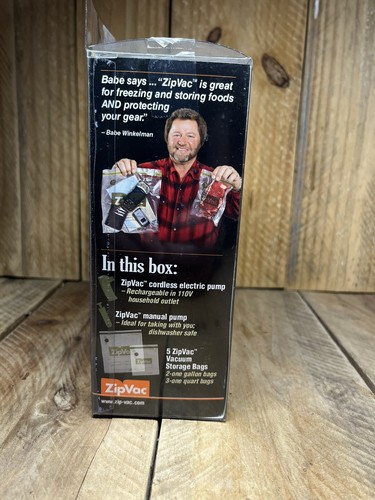 Babe says ... “ZipVac™ is great
for freezing and storing foods
AND protecting
your gear.”
– Babe Winkelman
In this box:
ZipVac™ cordless electric pump
– Rechargeable in 110V
household outlet
ZipVac™ manual pump
– Ideal for taking with you;
dishwasher safe
5 ZipVac™
Vacuum
Storage Bags
2-one gallon bags
3-one quart bags
ZipVac
ZipVac
www.zip-vac.com